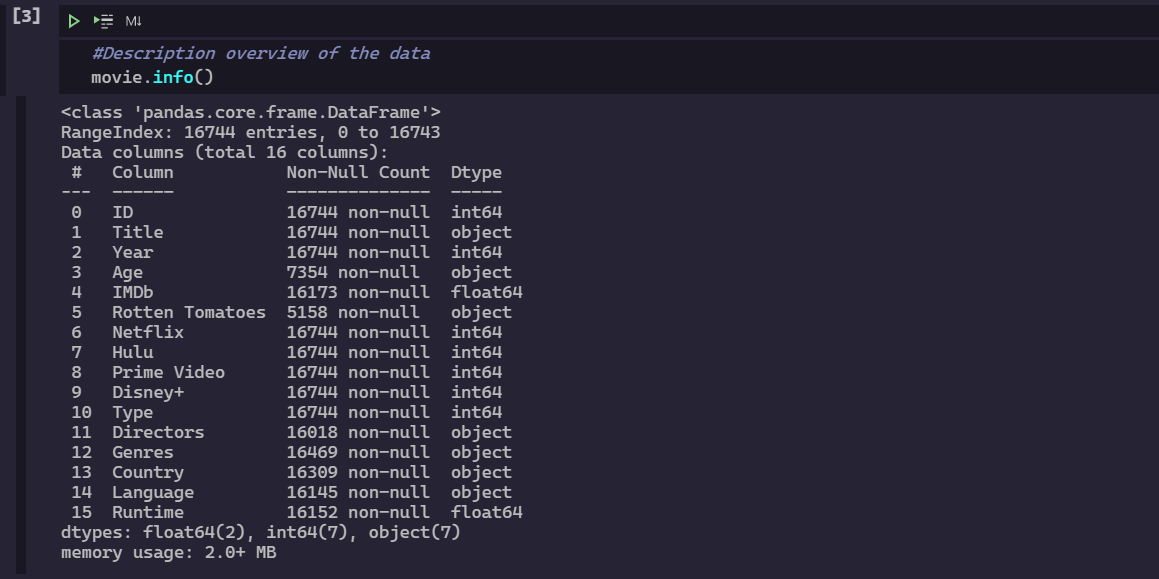 [3]
M↓
#Description overview of the data
movie.info()
<class 'pandas.core.frame.DataFrame'>
RangeIndex: 16744 entries, 0 to 16743
Data columns (total 16 columns):
 #   Column           Non-Null Count  Dtype
---  ------           --------------  -----
 0   ID               16744 non-null  int64
 1   Title            16744 non-null  object
 2   Year             16744 non-null  int64
 3   Age              7354 non-null   object
 4   IMDb             16173 non-null  float64
 5   Rotten Tomatoes  5158 non-null   object
 6   Netflix          16744 non-null  int64
 7   Hulu             16744 non-null  int64
 8   Prime Video      16744 non-null  int64
 9   Disney+          16744 non-null  int64
 10  Type             16744 non-null  int64
 11  Directors        16018 non-null  object
 12  Genres           16469 non-null  object
 13  Country          16309 non-null  object
 14  Language         16145 non-null  object
 15  Runtime          16152 non-null  float64
dtypes: float64(2), int64(7), object(7)
memory usage: 2.0+ MB